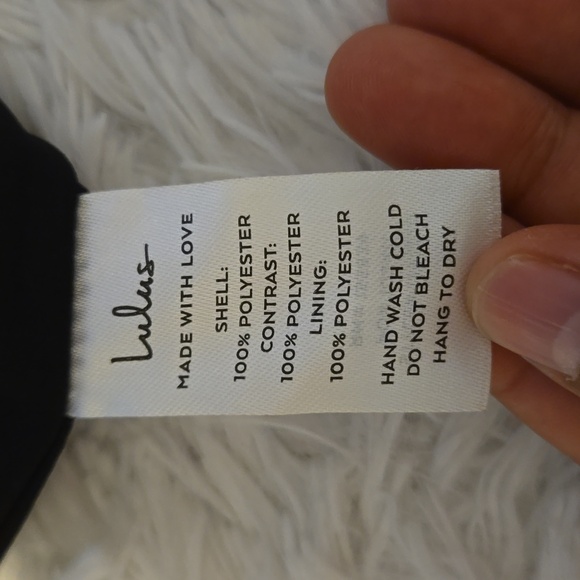 Lulus
MADE WITH LOVE
SHELL:
100% POLYESTER
CONTRAST:
100% POLYESTER
LINING:
100% POLYESTER
HAND WASH COLD
DO NOT BLEACH
HANG TO DRY